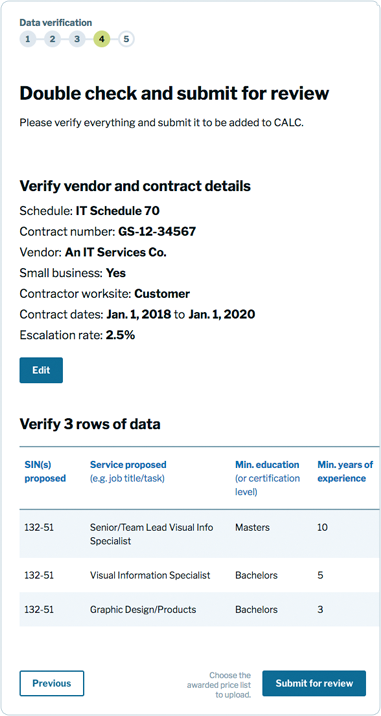 Data verification
1 2 3 4 5
Double check and submit for review
Please verify everything and submit it to be added to CALC.
Verify vendor and contract details
Schedule: IT Schedule 70
Contract number: GS-12-34567
Vendor: An IT Services Co.
Small business: Yes
Contractor worksite: Customer
Contract dates: Jan. 1, 2018 to Jan. 1, 2020
Escalation rate: 2.5%
Edit
Verify 3 rows of data
SIN(s) Service proposed Min. education Min. years of
proposed (e.g. job title/task) (or certification experience
level)
132-51 Senior/Team Lead Visual Info Masters 10
Specialist
132-51 Visual Information Specialist Bachelors 5
132-51 Graphic Design/Products Bachelors 3
Previous
Choose the
awarded price list
to upload.
Submit for review